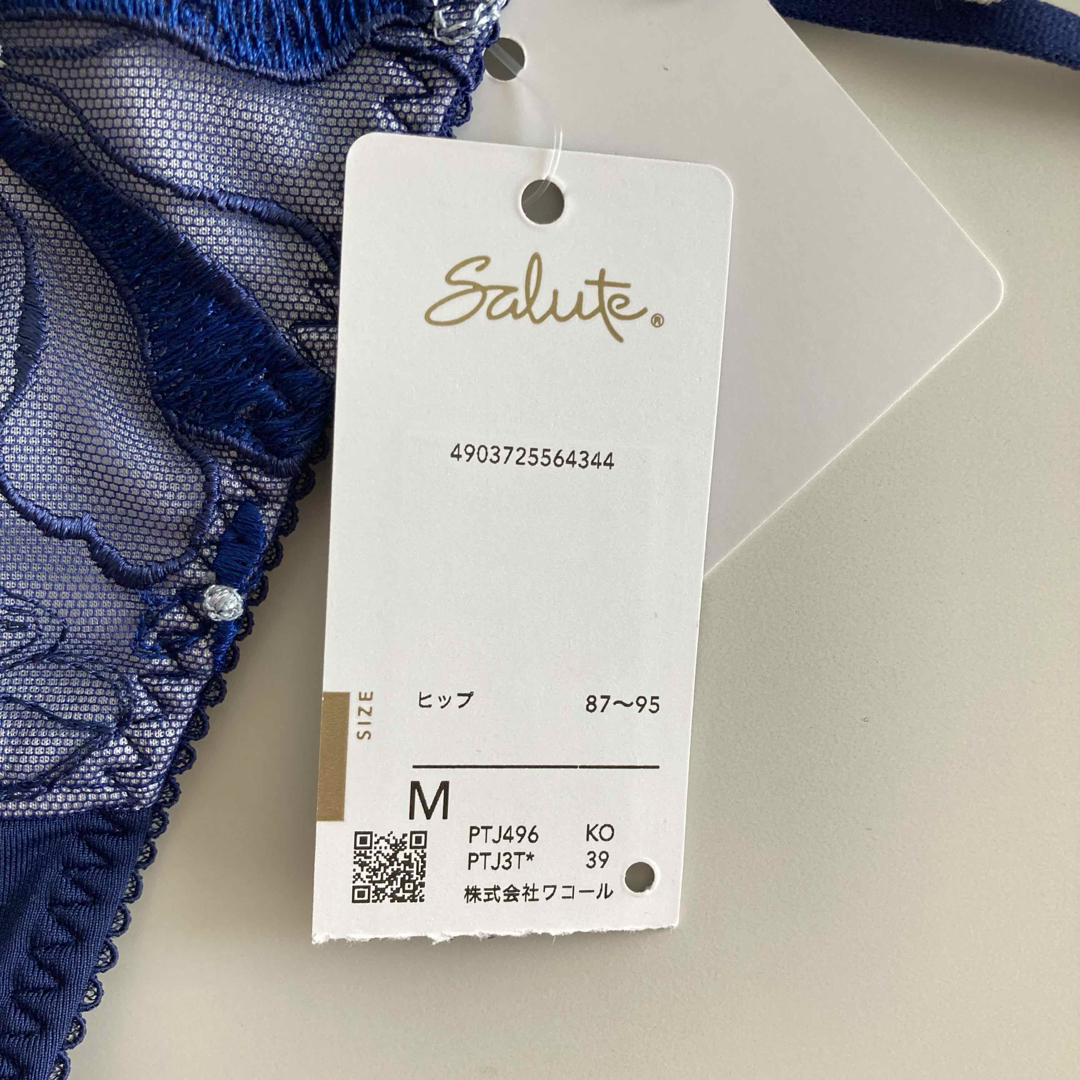 Salute®
4903725564344
SIZE
ヒップ 87～95
M
PTJ496 KO
PTJ3T* 39
株式会社ワコール